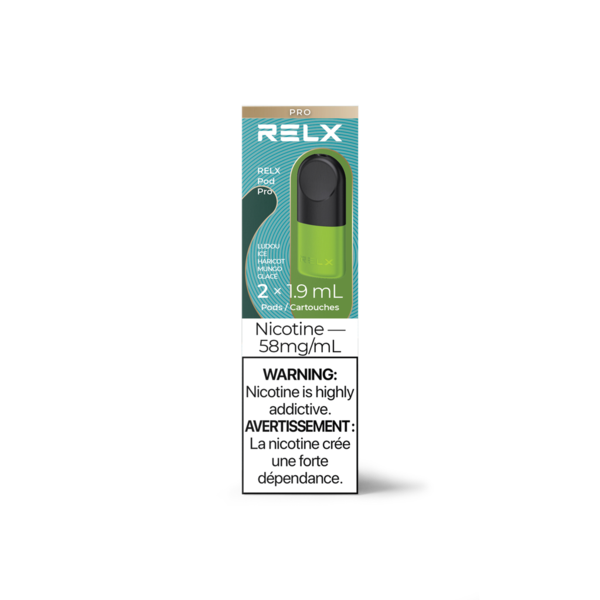 PRO
RELX
RELX
Pod
Pro
LUDOU
ICE
HARICOT
MUNGO
GLACÉ
RELX
2 × 1.9 mL
Pods / Cartouches
Nicotine —
58mg/mL
WARNING:
Nicotine is highly
addictive.
AVERTISSEMENT :
La nicotine crée
une forte
dépendance.